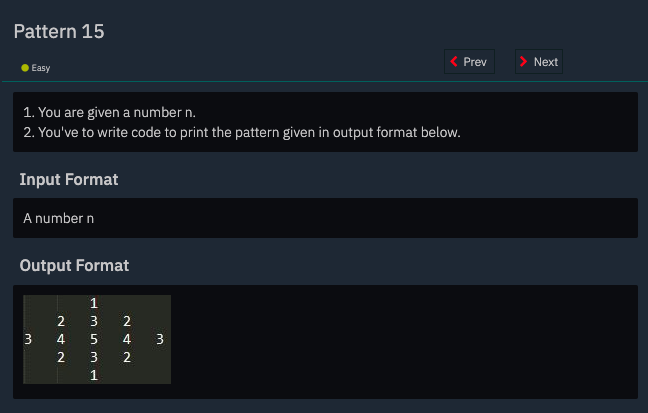 Pattern 15
Easy
Prev
Next
1. You are given a number n.
2. You've to write code to print the pattern given in output format below.
Input Format
A number n
Output Format
1
2 3 2
3 4 5 4 3
2 3 2
1